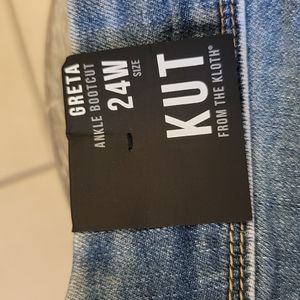 GRETA
ANKLE BOOTCUT
24W
SIZE
KUT
FROM THE KLOTH®